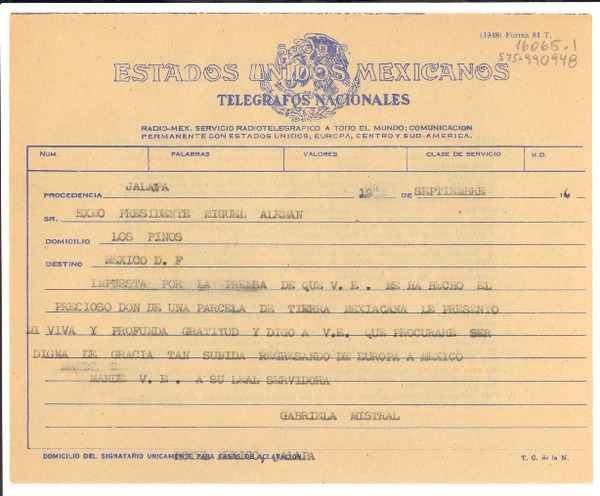 (1948) Forma 81 T.
16065-1
sys-990948
ESTADOS UNIDOS MEXICANOS
TELEGRAFOS NACIONALES
RADIO-MEX. SERVICIO RADIOTELEGRAFICO A TODO EL MUNDO; COMUNICACION
PERMANENTE CON ESTADOS UNIDOS, EUROPA, CENTRO Y SUD-AMERICA.
NUM. PALABRAS VALORES CLASE DE SERVICIO H.D.
PROCEDENCIA JALAPA DE SEPTIEMBRE
SR. EXMO PRESIDENTE MIGUEL ALEMAN
DOMICILIO LOS PINOS
DESTINO MEXICO D. F
IMPUESTA POR LA PRENSA DE QUE V. E. ME HA HECHO EL
PRECIOSO DON DE UNA PARCELA DE TIERRA MEXIACANA LE PRESENTO
MI VIVA Y PROFUNDA GRATITUD Y DIGO A V.E. QUE PROCURARE SER
DIGNA DE GRACIA TAN SUBIDA REGRESANDO DE EUROPA A MEXICO
MANDE V. E. A SU LEAL SERVIDORA
GABRIELA MISTRAL
DOMICILIO DEL SIGNATARIO UNICAMENTE PARA CASOS DE ACLARACION JALAPA T. G. de la N.